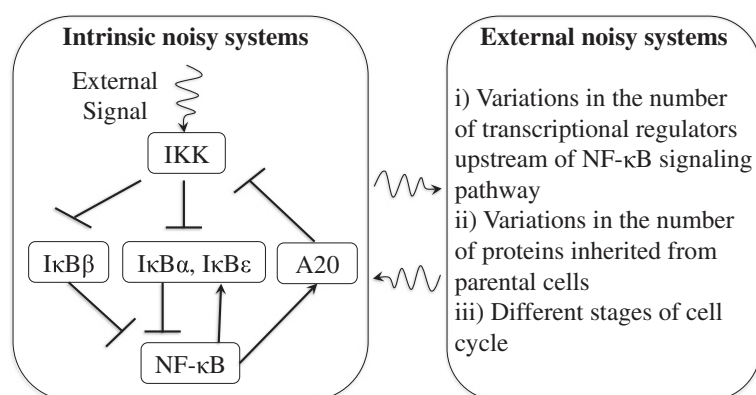 Intrinsic noisy systems
External
Signal
IKK
IκBβ
IκBα, IκBε
A20
NF-κB
External noisy systems
i) Variations in the number
of transcriptional regulators
upstream of NF-κB signaling
pathway
ii) Variations in the number
of proteins inherited from
parental cells
iii) Different stages of cell
cycle